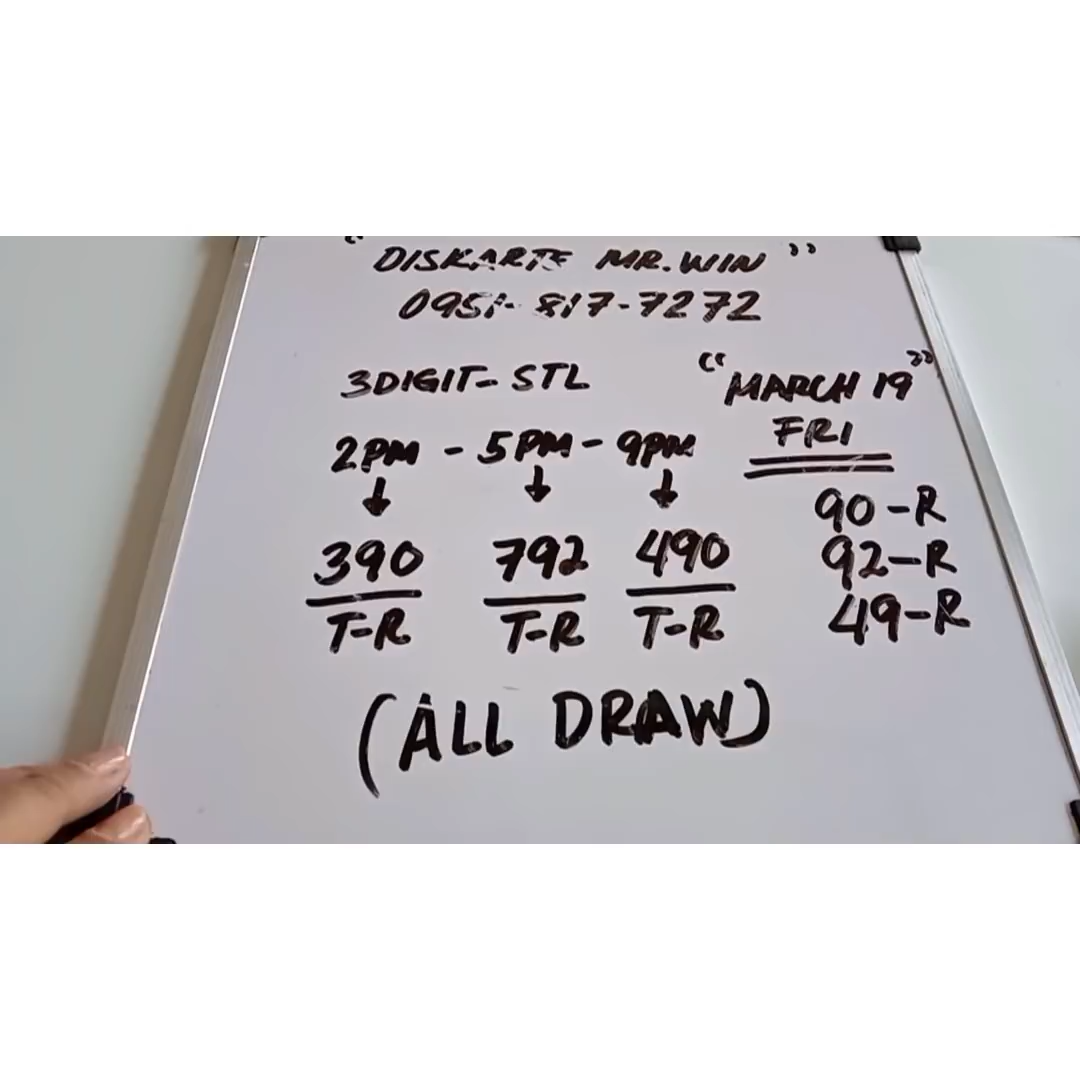 "DISKARTE MR. WIN"
0951-817-7272
3DIGIT- STL
"MARCH 19"
FRI
2PM - 5PM - 9PM
↓ ↓ ↓
390 792 490
T-R T-R T-R
90-R
92-R
49-R
(ALL DRAW)